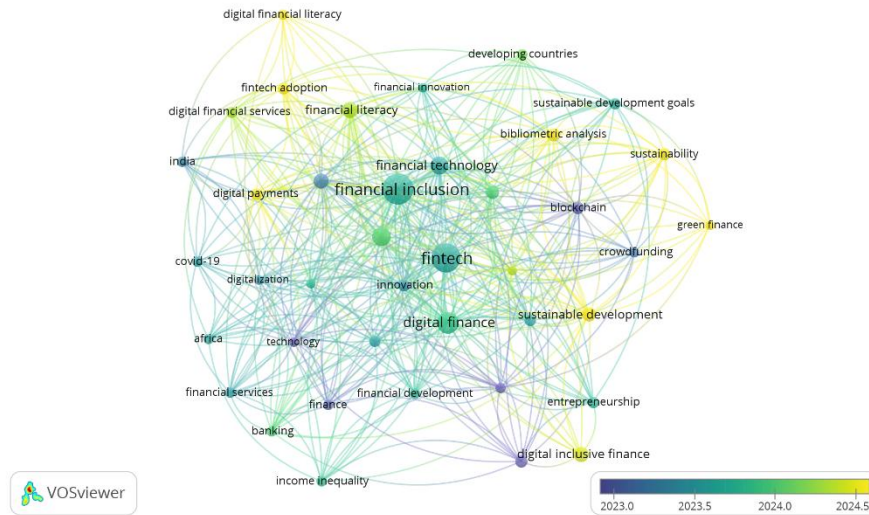 digital financial literacy
developing countries
fintech adoption
financial innovation
digital financial services
financial literacy
sustainable development goals
bibliometric analysis
india
financial technology
sustainability
digital payments
financial inclusion
blockchain
green finance
crowdfunding
covid-19
fintech
digitalization
innovation
sustainable development
digital finance
africa
technology
financial services
financial development
finance
entrepreneurship
banking
digital inclusive finance
income inequality
VOSviewer
2023.0 2023.5 2024.0 2024.5